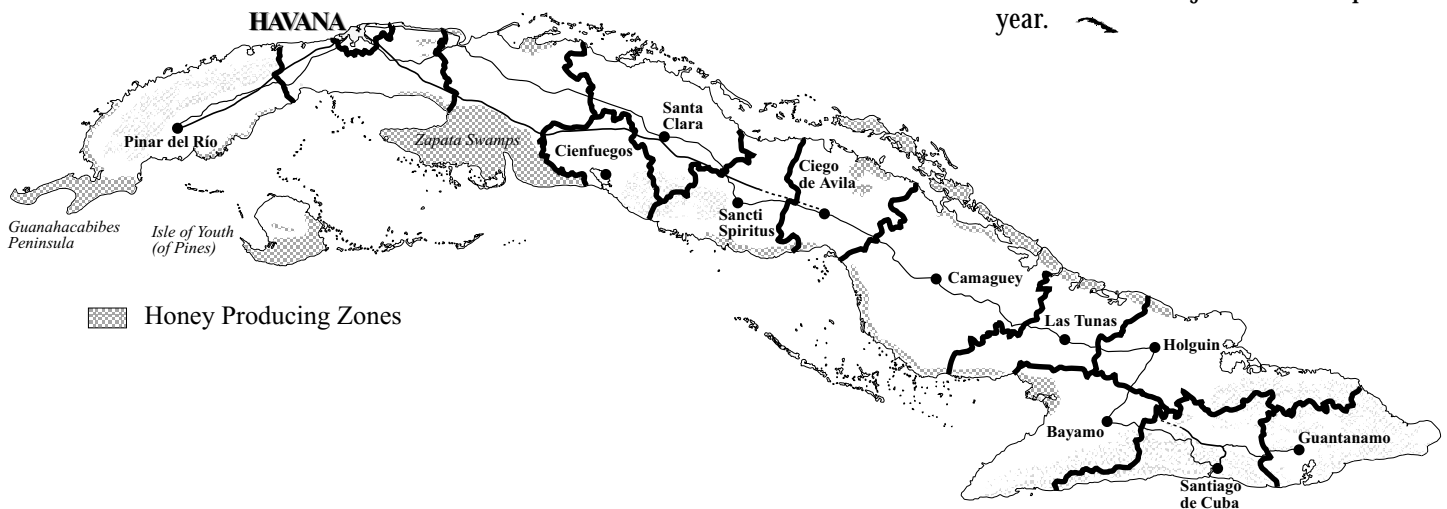 year.
HAVANA
Pinar del Río
Zapata Swamps
Cienfuegos
Santa
Clara
Sancti
Spiritus
Ciego
de Avila
Guanahacabibes
Peninsula
Isle of Youth
(of Pines)
Camaguey
Las Tunas
Holguin
Honey Producing Zones
Bayamo
Guantanamo
Santiago
de Cuba